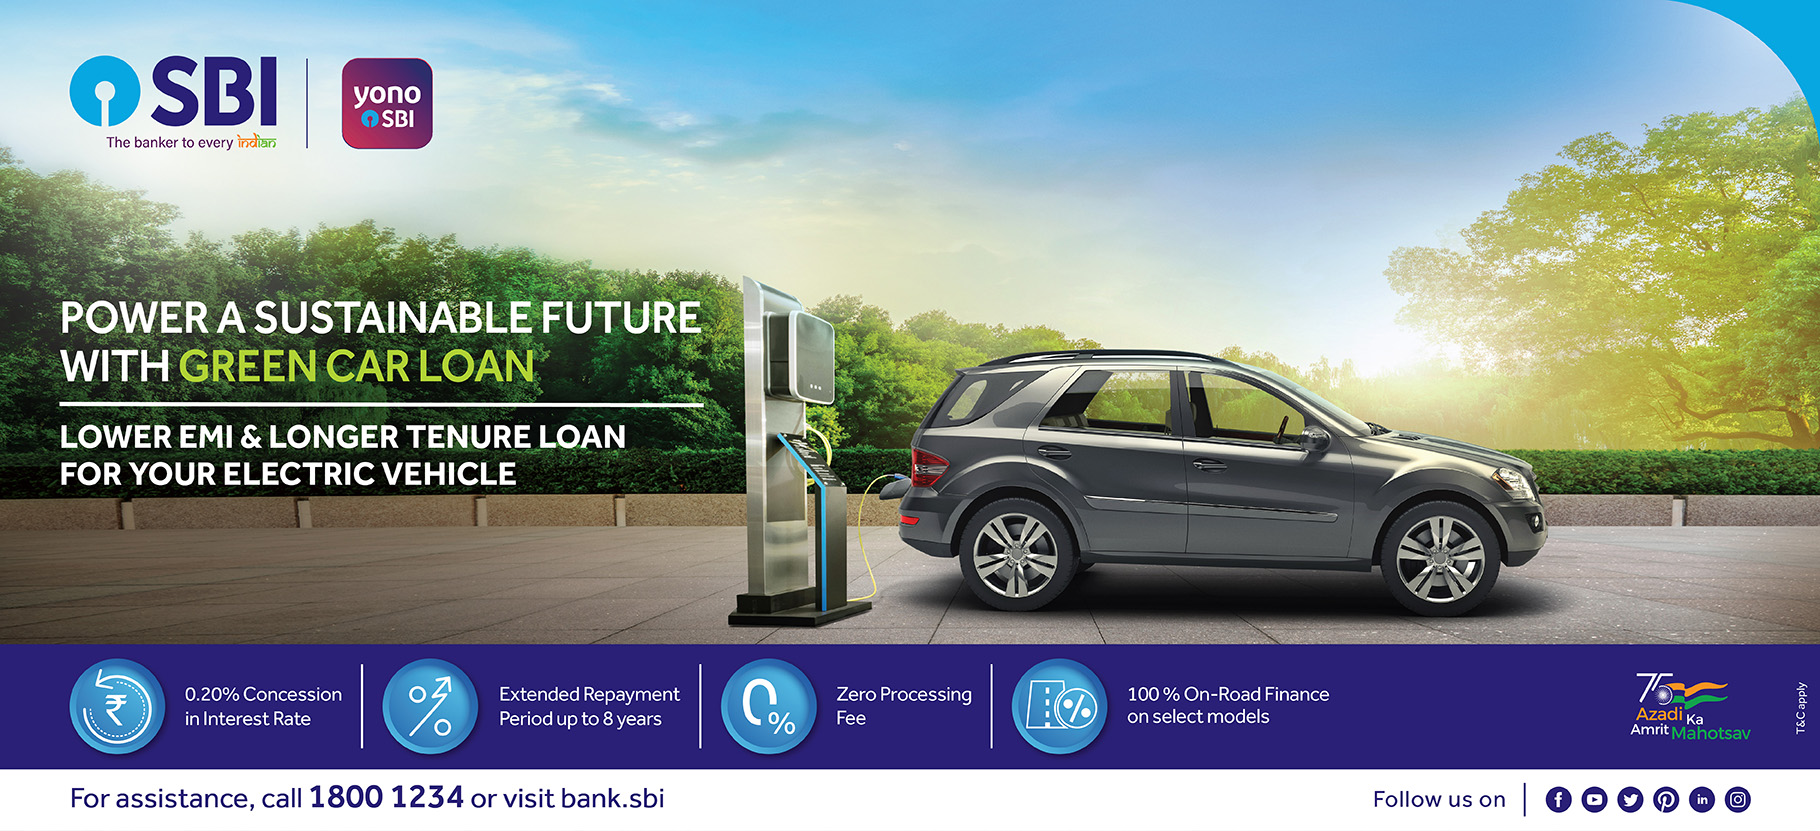 SBI
The banker to every indian
yono
SBI
POWER A SUSTAINABLE FUTURE
WITH GREEN CAR LOAN
LOWER EMI & LONGER TENURE LOAN
FOR YOUR ELECTRIC VEHICLE
0.20% Concession
in Interest Rate
Extended Repayment
Period up to 8 years
0%
Zero Processing
Fee
100 % On-Road Finance
on select models
75
Azadi Ka
Amrit Mahotsav
T&C apply
For assistance, call 1800 1234 or visit bank.sbi
Follow us on